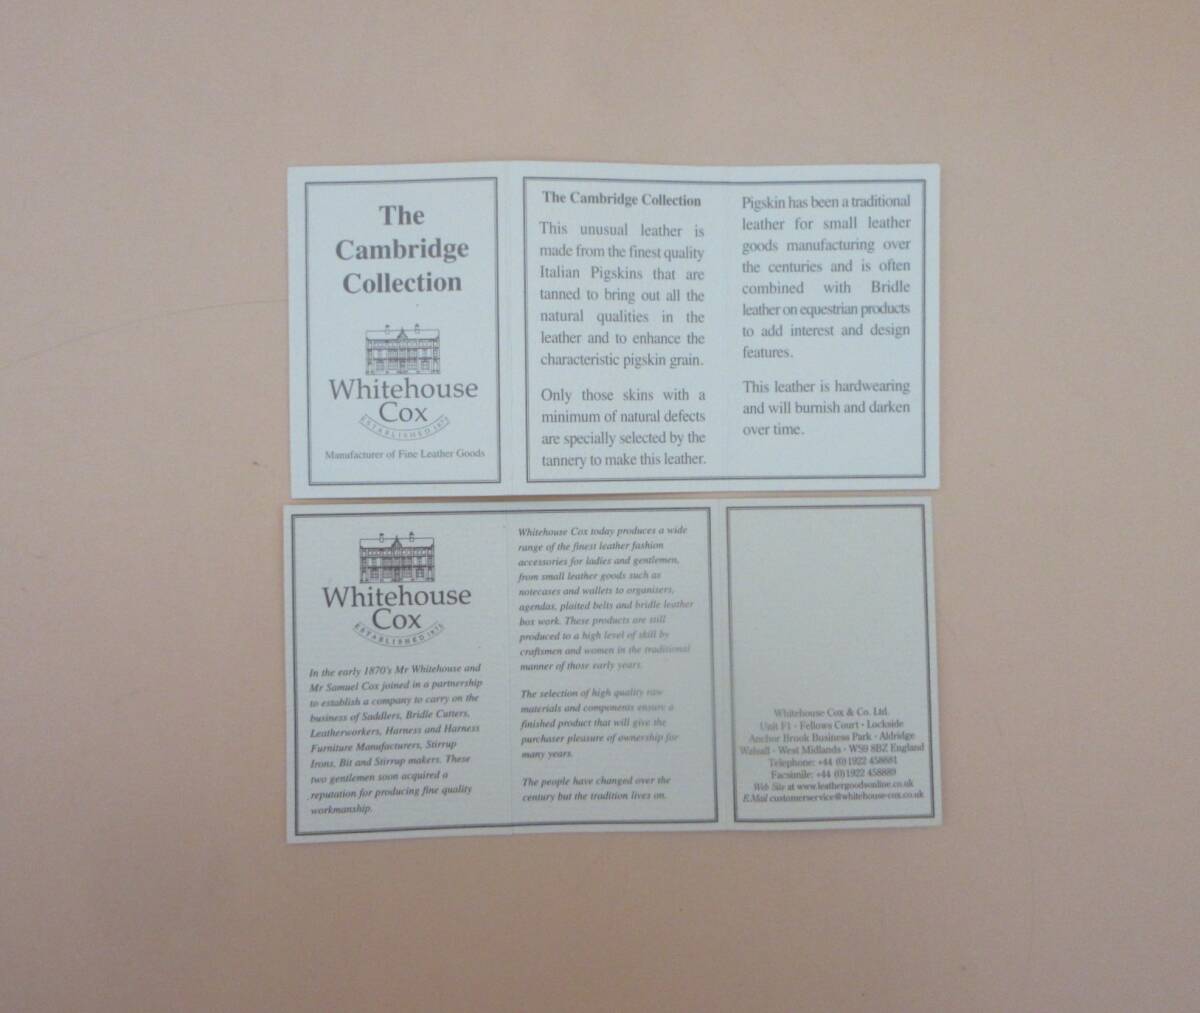 The
Cambridge
Collection
Whitehouse
Cox
ESTABLISHED 1875
Manufacturer of Fine Leather Goods
The Cambridge Collection
This unusual leather is
made from the finest quality
Italian Pigskins that are
tanned to bring out all the
natural qualities in the
leather and to enhance the
characteristic pigskin grain.
Only those skins with a
minimum of natural defects
are specially selected by the
tannery to make this leather.
Pigskin has been a traditional
leather for small leather
goods manufacturing over
the centuries and is often
combined with Bridle
leather on equestrian products
to add interest and design
features.
This leather is hardwearing
and will burnish and darken
over time.
Whitehouse
Cox
ESTABLISHED 1875
In the early 1870's Mr Whitehouse and
Mr Samuel Cox joined in a partnership
to establish a company to carry on the
business of Saddlers, Bridle Cutters,
Leatherworkers, Harness and Harness
Furniture Manufacturers, Stirrup
Irons, Bit and Stirrup makers. These
two gentlemen soon acquired a
reputation for producing fine quality
workmanship.
Whitehouse Cox today produces a wide
range of the finest leather fashion
accessories for ladies and gentlemen,
from small leather goods such as
notecases and wallets to organisers,
agendas, plaited belts and bridle leather
box work. These products are still
produced to a high level of skill by
craftsmen and women in the traditional
manner of those early years.
The selection of high quality raw
materials and components ensure a
finished product that will give the
purchaser pleasure of ownership for
many years.
The people have changed over the
century but the tradition lives on.
Whitehouse Cox & Co. Ltd.
Unit F1 · Fellows Court · Lockside
Anchor Brook Business Park · Aldridge
Walsall · West Midlands · WS9 8BZ England
Telephone: +44 (0)1922 458881
Facsimile: +44 (0)1922 458889
Web Site at www.leathergoodsonline.co.uk
E.Mail customerservice@whitehouse-cox.co.uk